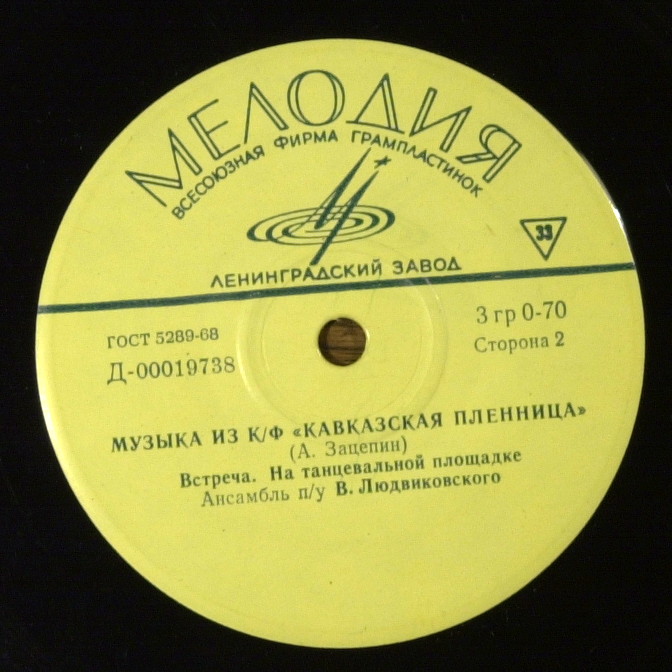 МЕЛОДИЯ
ВСЕСОЮЗНАЯ ФИРМА ГРАМПЛАСТИНОК
33
ЛЕНИНГРАДСКИЙ ЗАВОД
ГОСТ 5289-68
3 гр 0-70
Д-00019738
Сторона 2
МУЗЫКА ИЗ К/Ф «КАВКАЗСКАЯ ПЛЕННИЦА»
(А. Зацепин)
Встреча. На танцевальной площадке
Ансамбль п/у В. Людвиковского